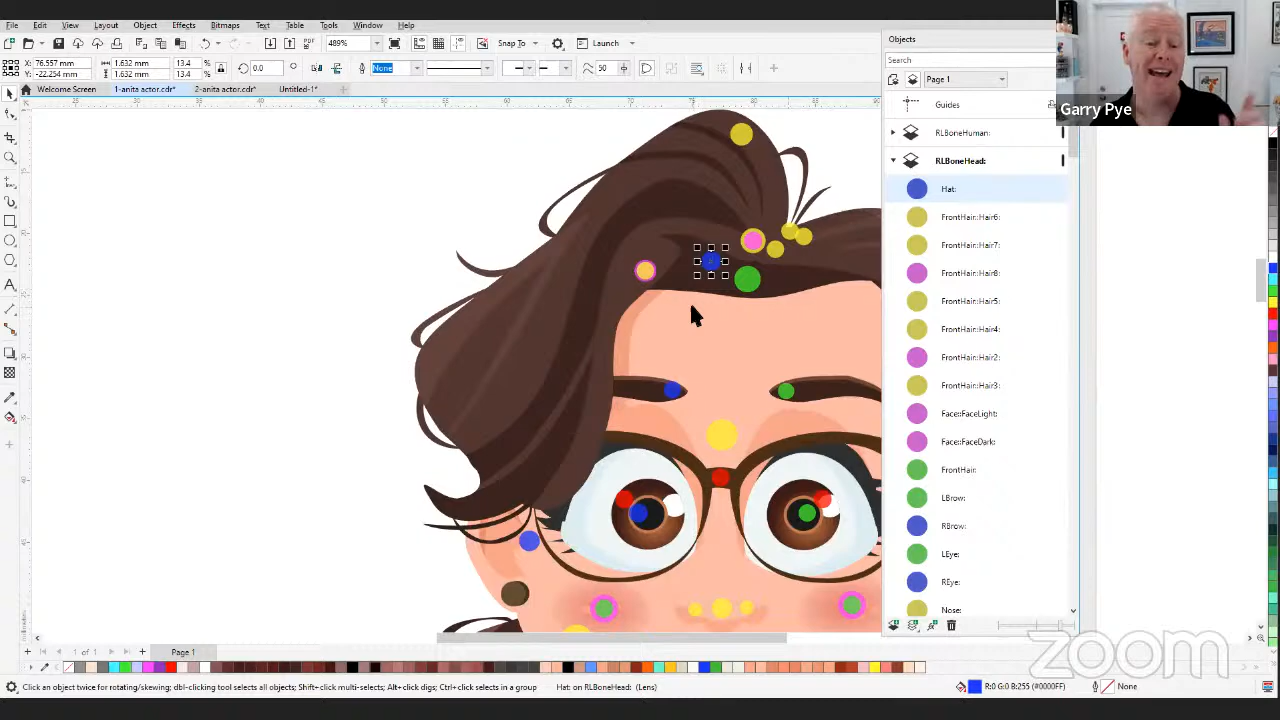 File Edit View Layout Object Effects Bitmaps Text Table Tools Window Help
489% Snap To Launch
X: 76.557 mm 1.632 mm 13.4 0.0 None 50
Y: -22.254 mm 1.632 mm 13.4
Welcome Screen 1-anita actor.cdr* 2-anita actor.cdr* Untitled-1*
Objects
Search
Page 1
Guides
RLBoneHuman:
RLBoneHead:
Hat:
FrontHair::Hair6:
FrontHair::Hair7:
FrontHair::Hair8:
FrontHair::Hair5:
FrontHair::Hair4:
FrontHair::Hair2:
FrontHair::Hair3:
Face::FaceLight:
Face::FaceDark:
FrontHair:
LBrow:
RBrow:
LEye:
REye:
Nose:
Garry Pye
1 of 1 Page 1
zoom
Click an object twice for rotating/skewing; dbl-clicking tool selects all objects; Shift+click multi-selects; Alt+click digs; Ctrl+click selects in a group Hat: on RLBoneHead: (Lens) R:0 G:0 B:255 (#0000FF) None